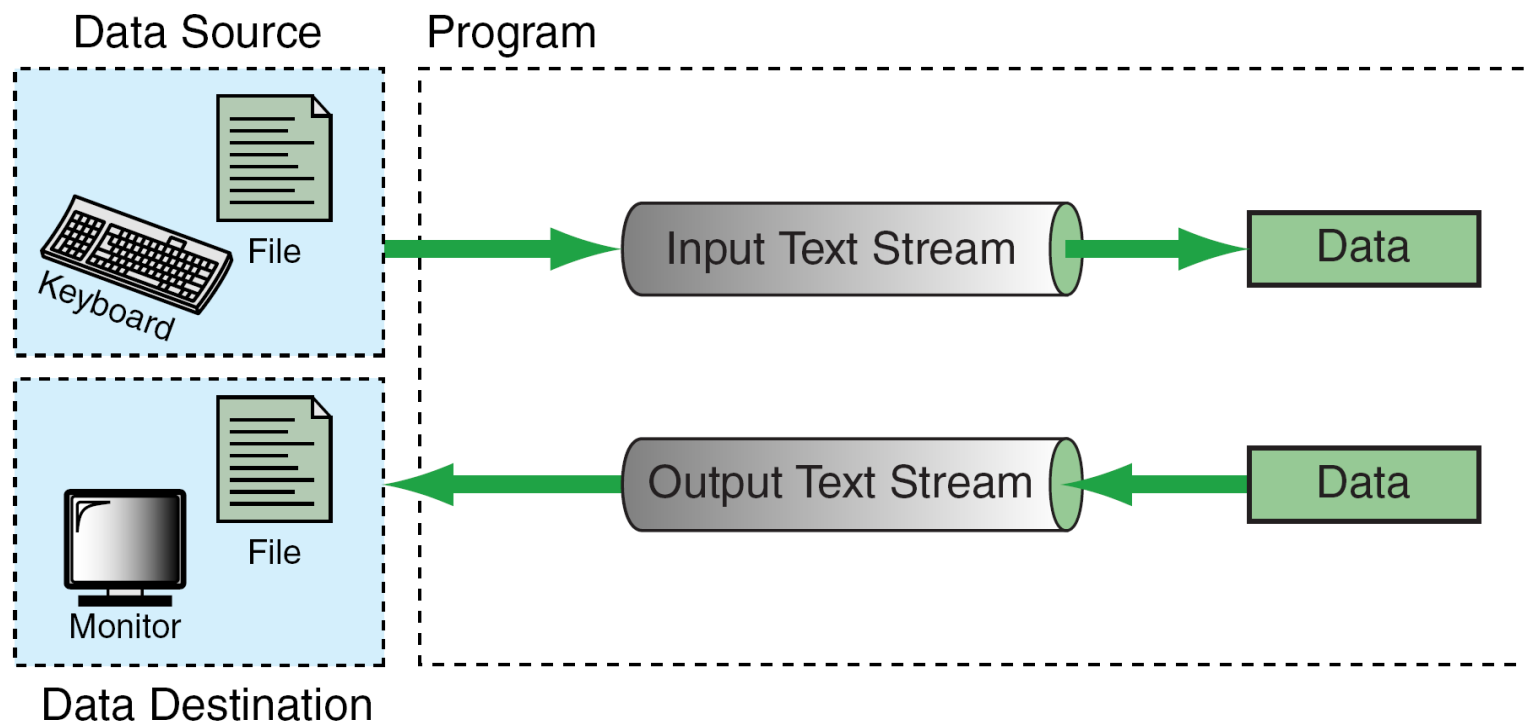 Data Source
Program
File
Keyboard
Input Text Stream
Data
File
Monitor
Output Text Stream
Data
Data Destination